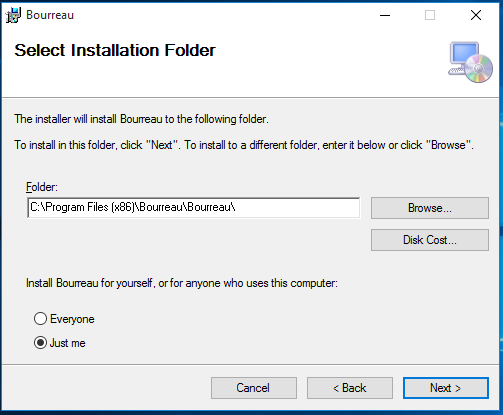 Bourreau
Select Installation Folder
The installer will install Bourreau to the following folder.
To install in this folder, click "Next". To install to a different folder, enter it below or click "Browse".
Folder:
C:\Program Files (x86)\Bourreau\Bourreau\
Browse...
Disk Cost...
Install Bourreau for yourself, or for anyone who uses this computer:
Everyone
Just me
Cancel
< Back
Next >